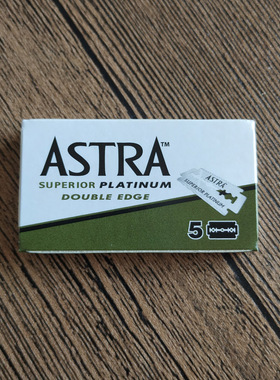 ASTRA™
SUPERIOR PLATINUM
DOUBLE EDGE
ASTRA
SUPERIOR PLATINUM
5